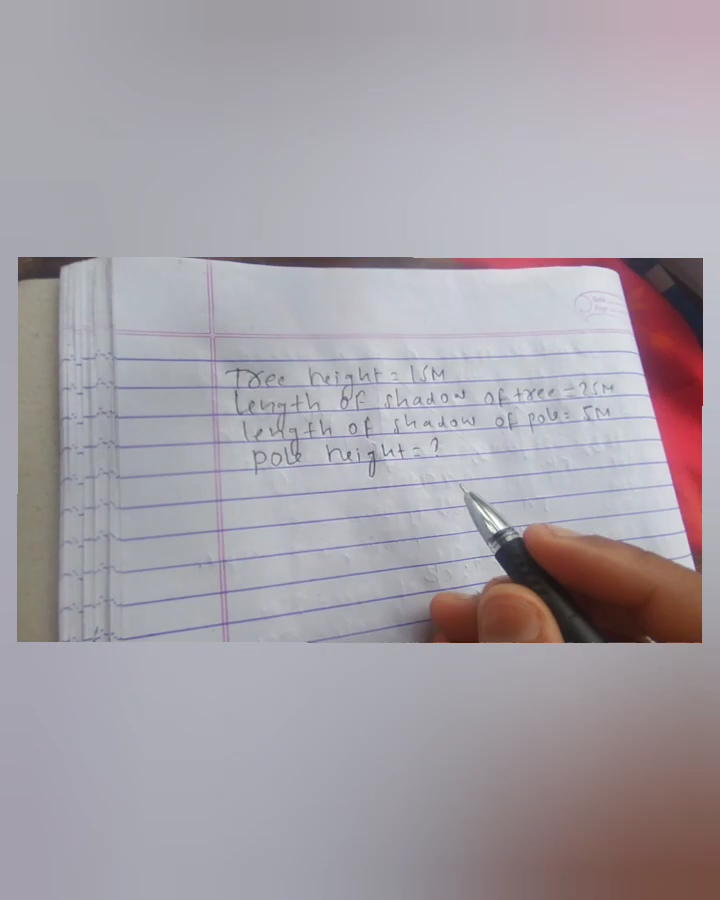 Tree height = 15M
length of shadow of tree = 25M
length of shadow of pole = 5M
pole height = ?